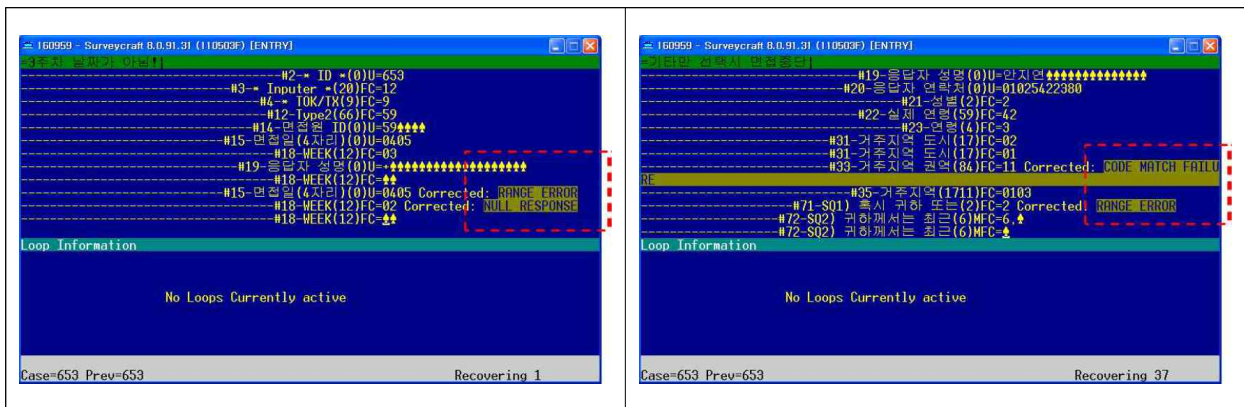 160959 - Surveycraft 8.0.91.31 (110503F) [ENTRY]
=3주차 날짜가 아님!]
#2-* ID *(0)U=653
#3-* Inputer *(20)FC=12
#4-* TOK/TX(9)FC=9
#12-Type2(66)FC=59
#14-면접원 ID(0)U=59♠♠♠♠
#15-면접일(4자리)(0)U=0405
#18-WEEK(12)FC=03
#19-응답자 성명(0)U=+♠♠♠♠♠♠♠♠♠♠♠♠♠♠♠♠♠♠♠
#18-WEEK(12)FC=♠♠
#15-면접일(4자리)(0)U=0405 Corrected: RANGE ERROR
#18-WEEK(12)FC=02 Corrected: NULL RESPONSE
#18-WEEK(12)FC=♠♠
Loop Information
No Loops Currently active
Case=653 Prev=653 Recovering 1
160959 - Surveycraft 8.0.91.31 (110503F) [ENTRY]
=기타만 선택시 면접중단]
#19-응답자 성명(0)U=안지연♠♠♠♠♠♠♠♠♠♠♠♠♠♠
#20-응답자 연락처(0)U=01025422380
#21-성별(2)FC=2
#22-실제 연령(59)FC=42
#23-연령(4)FC=3
#31-거주지역 도시(17)FC=02
#31-거주지역 도시(17)FC=01
#33-거주지역 권역(84)FC=11 Corrected: CODE MATCH FAILU
RE
#35-거주지역(1711)FC=0103
#71-SQ1) 혹시 귀하 또는(2)FC=2 Corrected: RANGE ERROR
#72-SQ2) 귀하께서는 최근(6)MFC=6,♠
#72-SQ2) 귀하께서는 최근(6)MFC=♠
Loop Information
No Loops Currently active
Case=653 Prev=653 Recovering 37